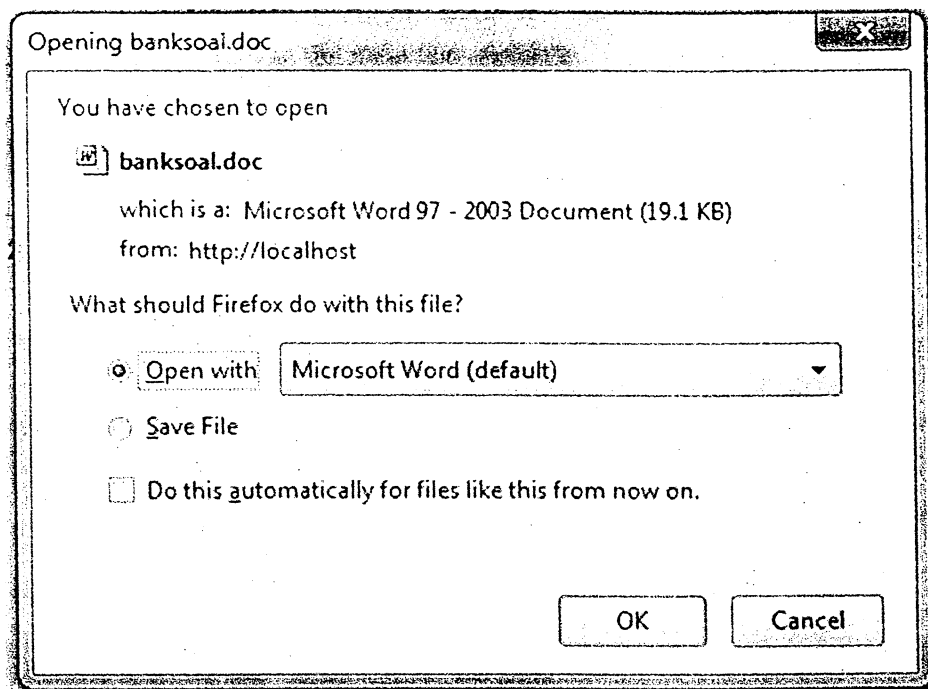 Opening banksoal.doc
You have chosen to open
banksoal.doc
which is a: Microsoft Word 97 - 2003 Document (19.1 KB)
from: http://localhost
What should Firefox do with this file?
Open with Microsoft Word (default)
Save File
Do this automatically for files like this from now on.
OK Cancel